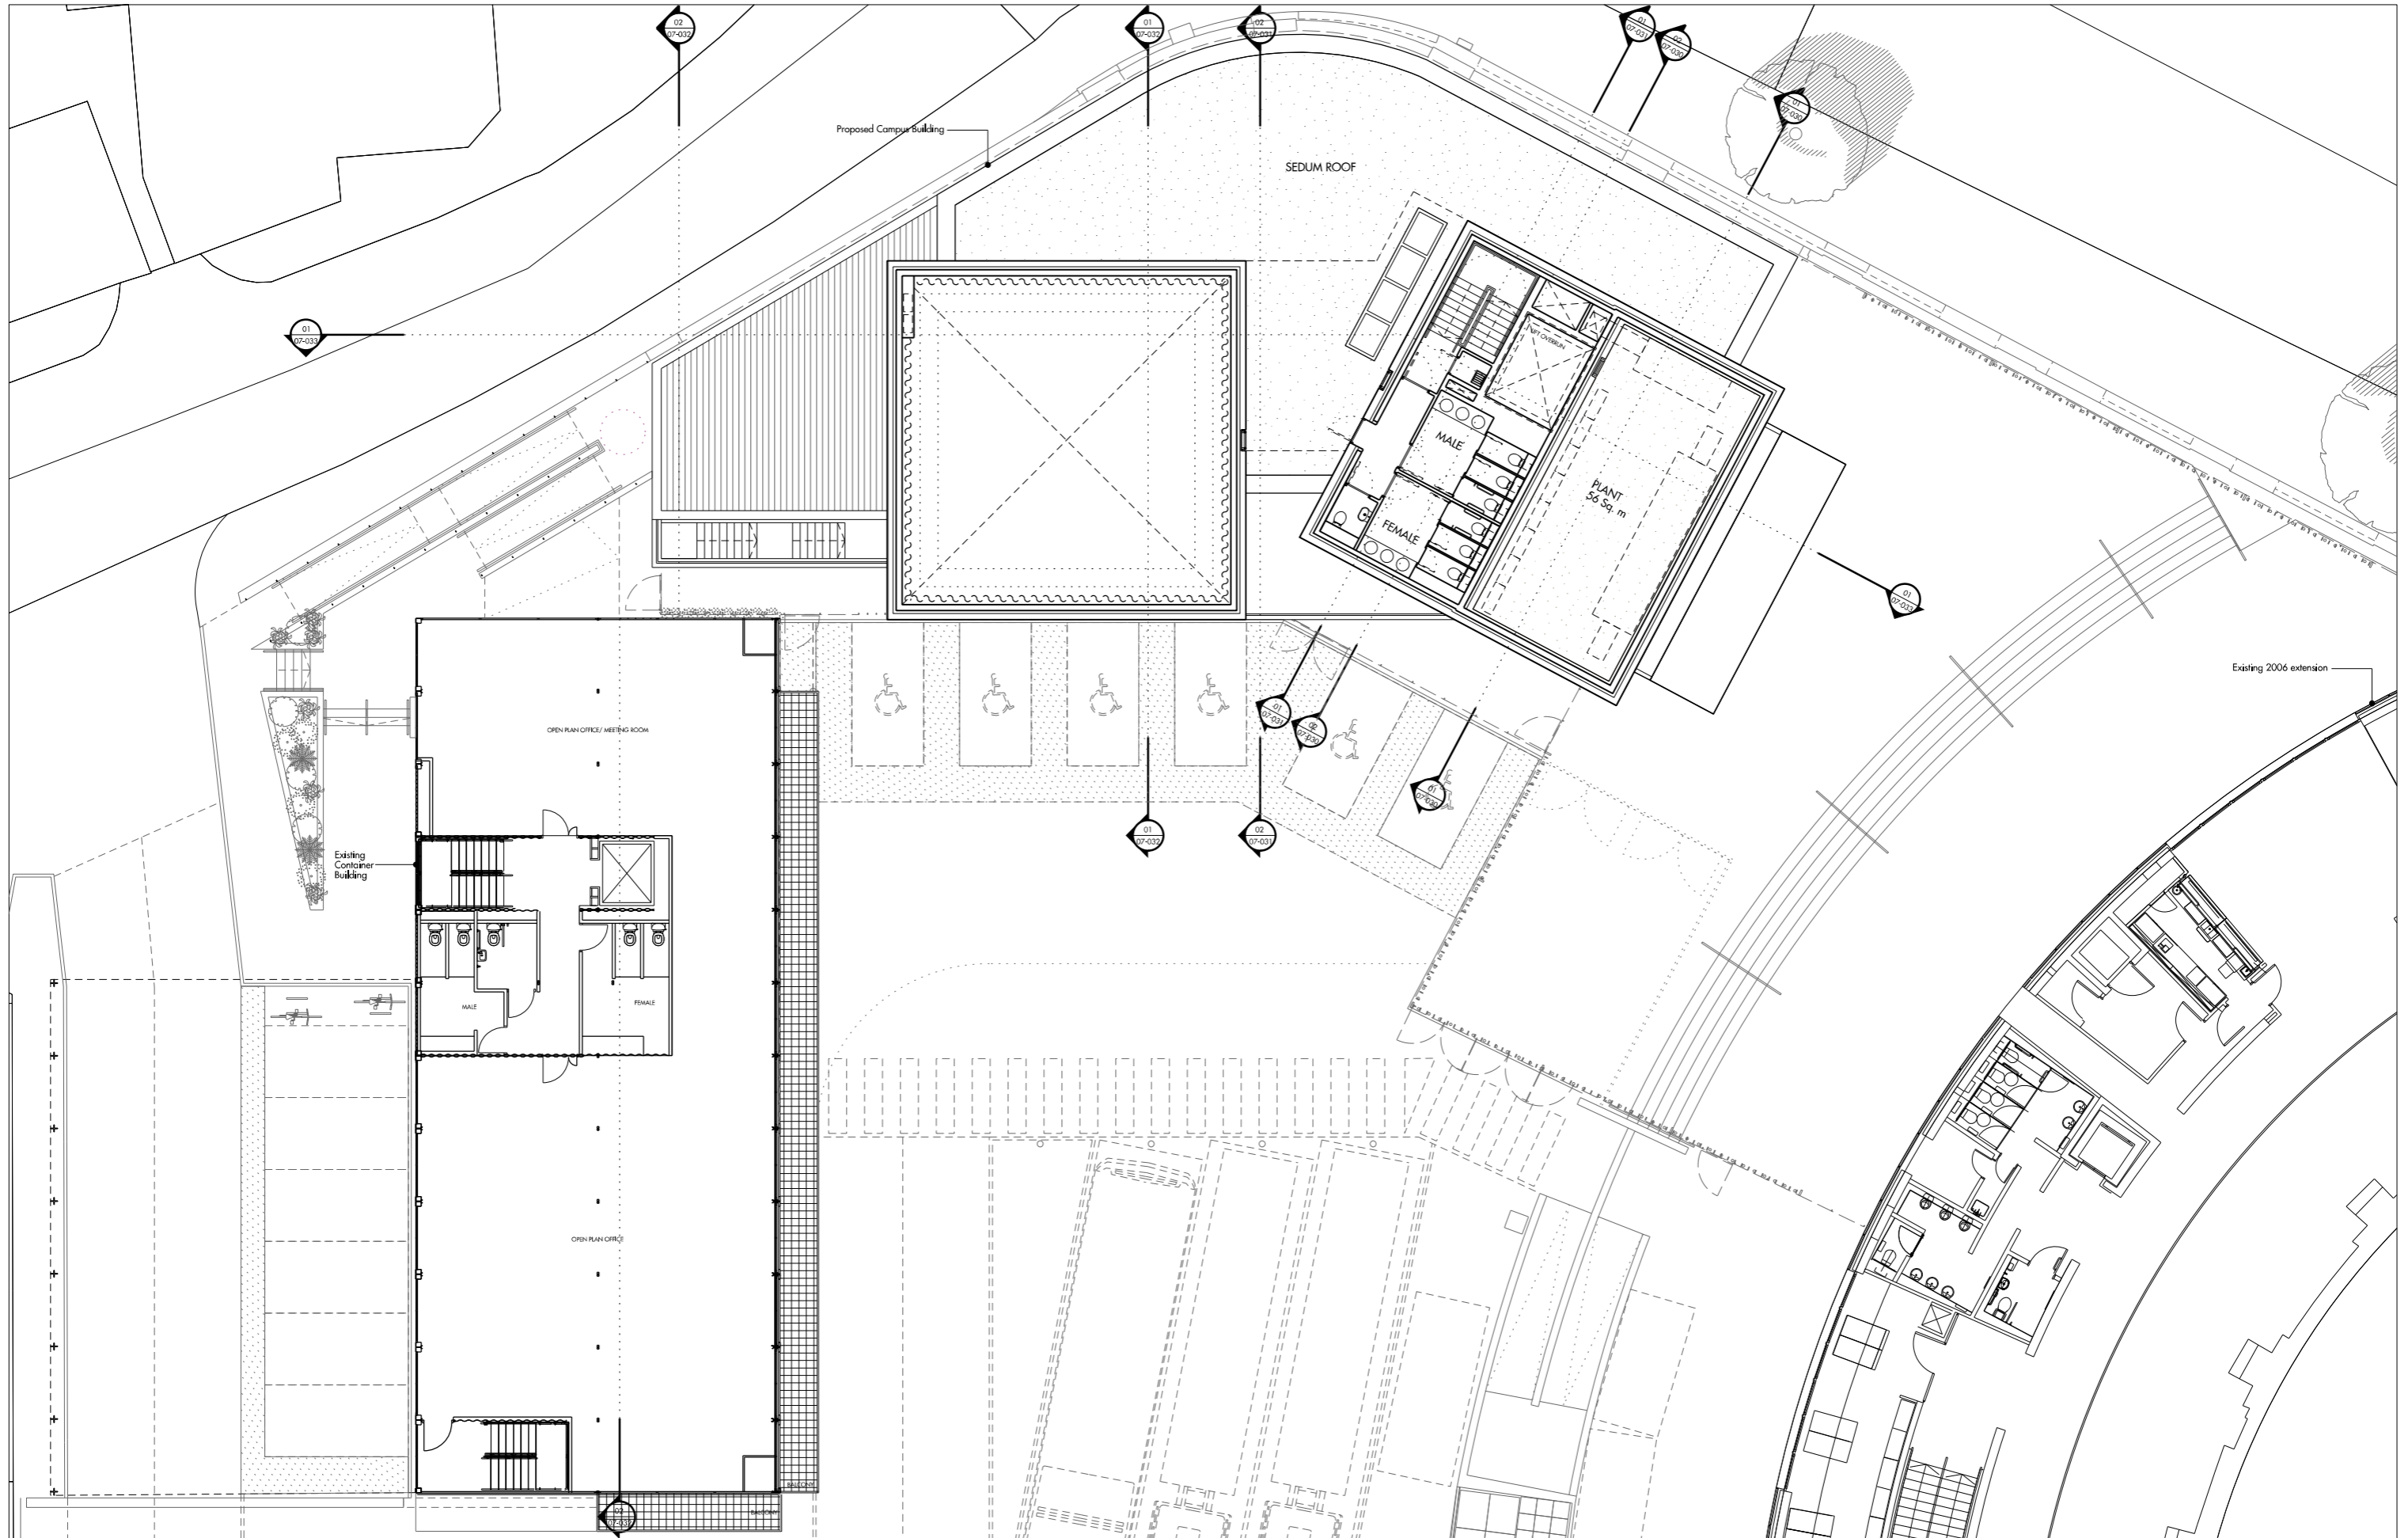 02
07-032
01
07-032
02
07-031
01
07-031
02
07-030
01
07-030
Proposed Campus Building
SEDUM ROOF
01
07-033
LIFT OVERRUN
MALE
PLANT
56 Sq. m
FEMALE
01
07-033
Existing 2006 extension
OPEN PLAN OFFICE/ MEETING ROOM
01
07-031
02
07-030
01
07-030
01
07-032
02
07-031
Existing
Container
Building
MALE
FEMALE
OPEN PLAN OFFICE
BALCONY
BALCONY
02
07-032